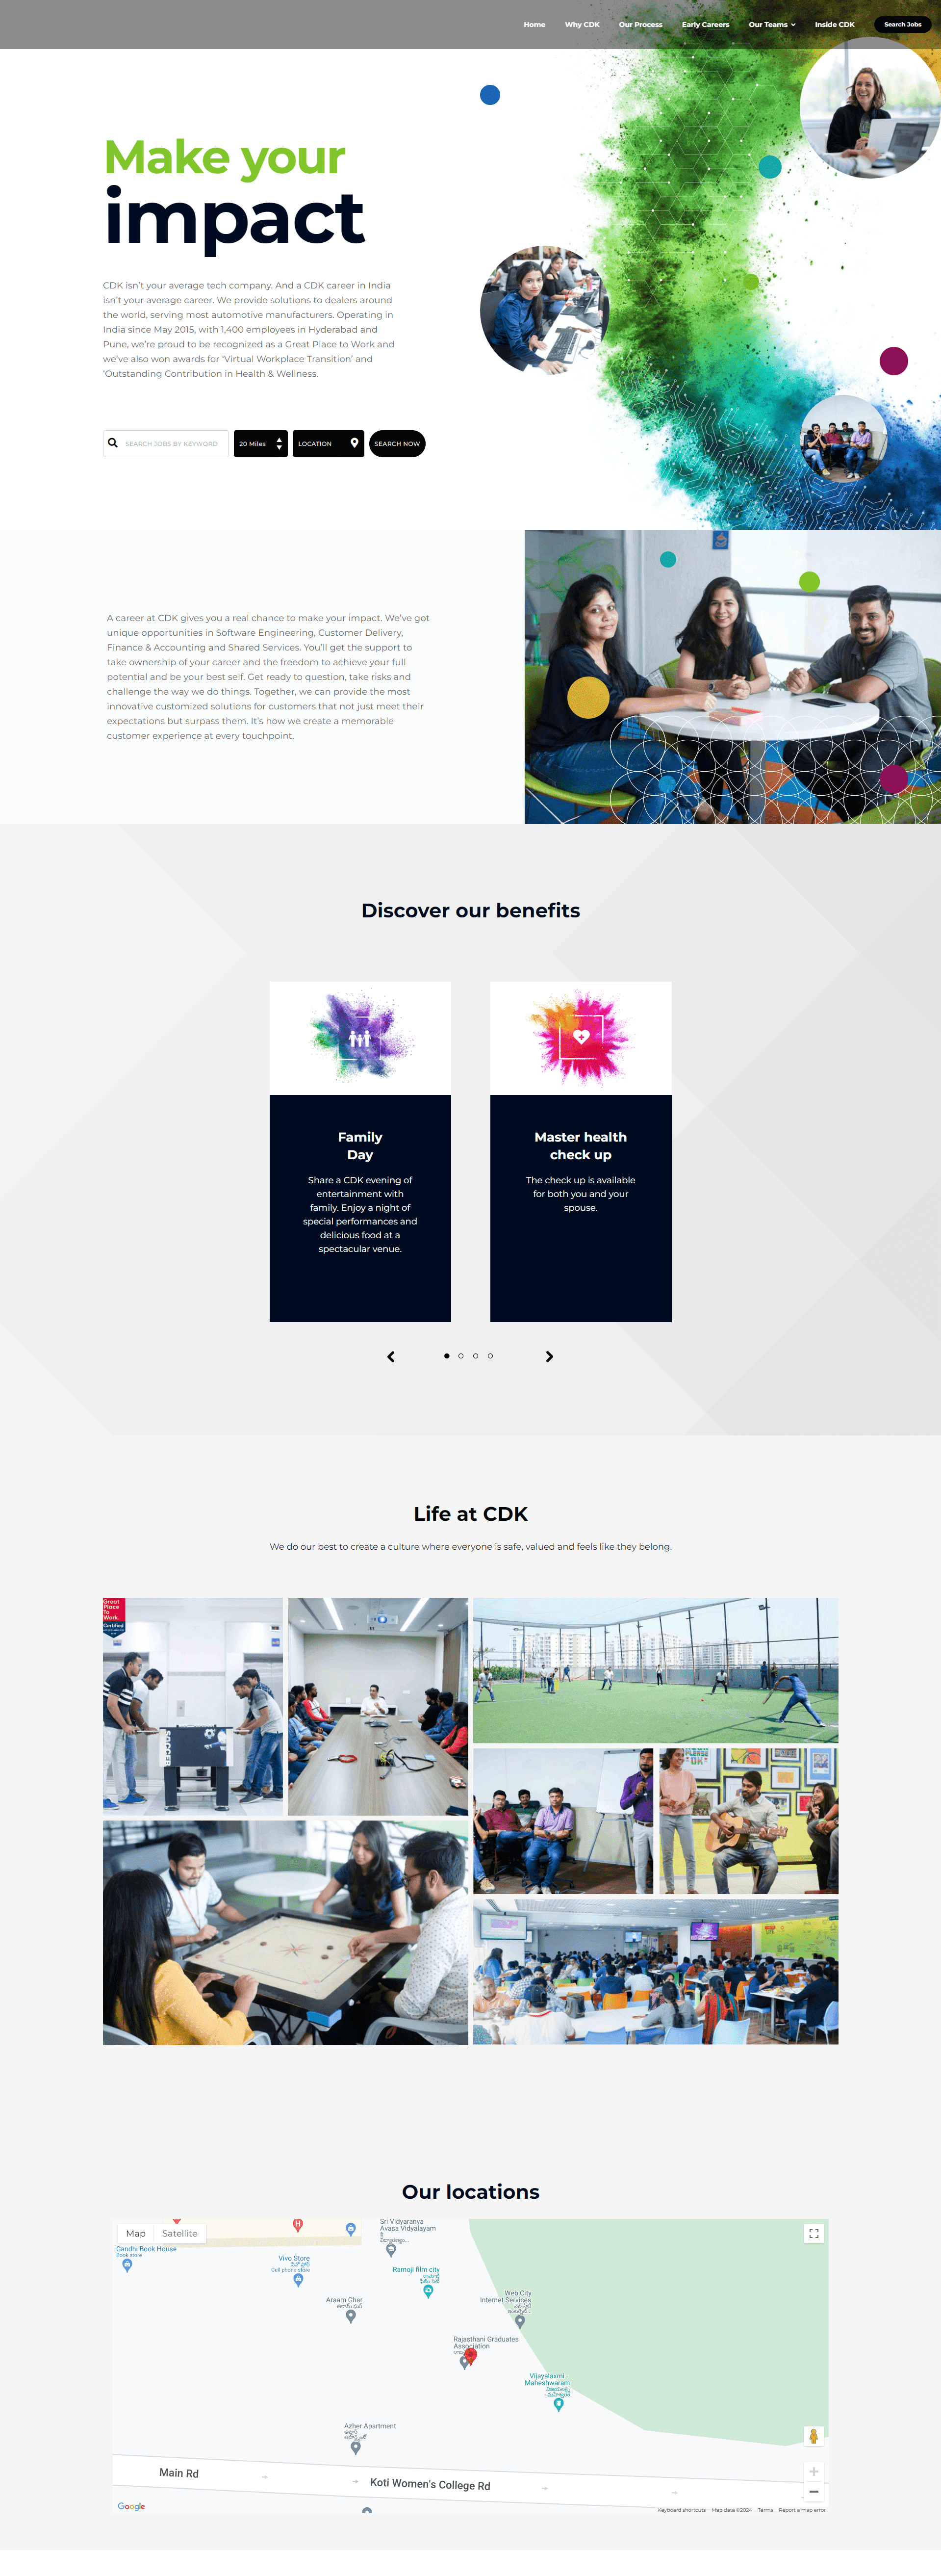 Home Why CDK Our Process Early Careers Our Teams Inside CDK Search Jobs
Make your
impact
CDK isn't your average tech company. And a CDK career in India
isn't your average career. We provide solutions to dealers around
the world, serving most automotive manufacturers. Operating in
India since May 2015, with 1,400 employees in Hyderabad and
Pune, we're proud to be recognized as a Great Place to Work and
we've also won awards for 'Virtual Workplace Transition' and
'Outstanding Contribution in Health & Wellness.
SEARCH JOBS BY KEYWORD 20 Miles LOCATION SEARCH NOW
A career at CDK gives you a real chance to make your impact. We've got
unique opportunities in Software Engineering, Customer Delivery,
Finance & Accounting and Shared Services. You'll get the support to
take ownership of your career and the freedom to achieve your full
potential and be your best self. Get ready to question, take risks and
challenge the way we do things. Together, we can provide the most
innovative customized solutions for customers that not just meet their
expectations but surpass them. It's how we create a memorable
customer experience at every touchpoint.
Discover our benefits
Family
Day
Share a CDK evening of
entertainment with
family. Enjoy a night of
special performances and
delicious food at a
spectacular venue.
Master health
check up
The check up is available
for both you and your
spouse.
Life at CDK
We do our best to create a culture where everyone is safe, valued and feels like they belong.
Great
Place
To
Work.
Certified
Our locations
Map Satellite
Sri Vidyaranya
Avasa Vidyalayam
Gandhi Book House
Book store
Vivo Store
వివో స్టోర్
Cell phone store
Ramoji film city
రామోజీ
ఫిలిం సిటీ
Araam Ghar
ఆరామ్ ఘర్
Web City
Internet Services
వెబ్ సిటీ
Rajasthani Graduates
Association
Vijayalaxmi -
Maheshwaram
Azher Apartment
Main Rd
Koti Women's College Rd
Google
Keyboard shortcuts Map data ©2024 Terms Report a map error